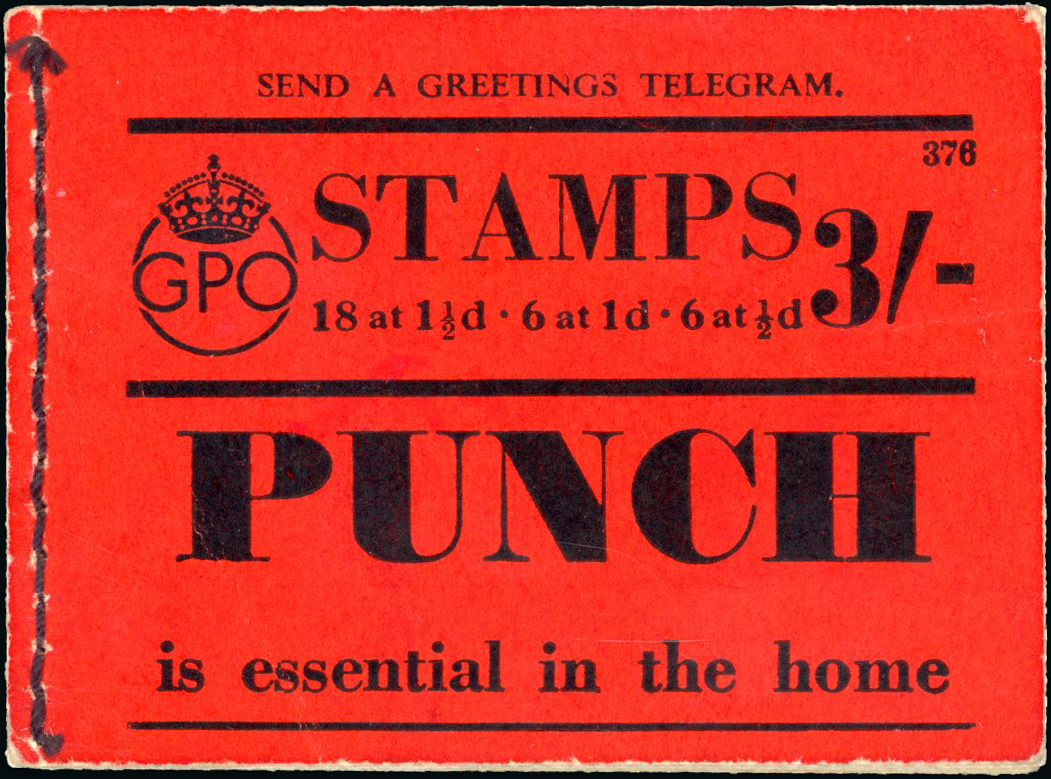 SEND A GREETINGS TELEGRAM.
376
GPO
STAMPS 3/-
18 at 1½d · 6 at 1d · 6 at ½d
PUNCH
is essential in the home